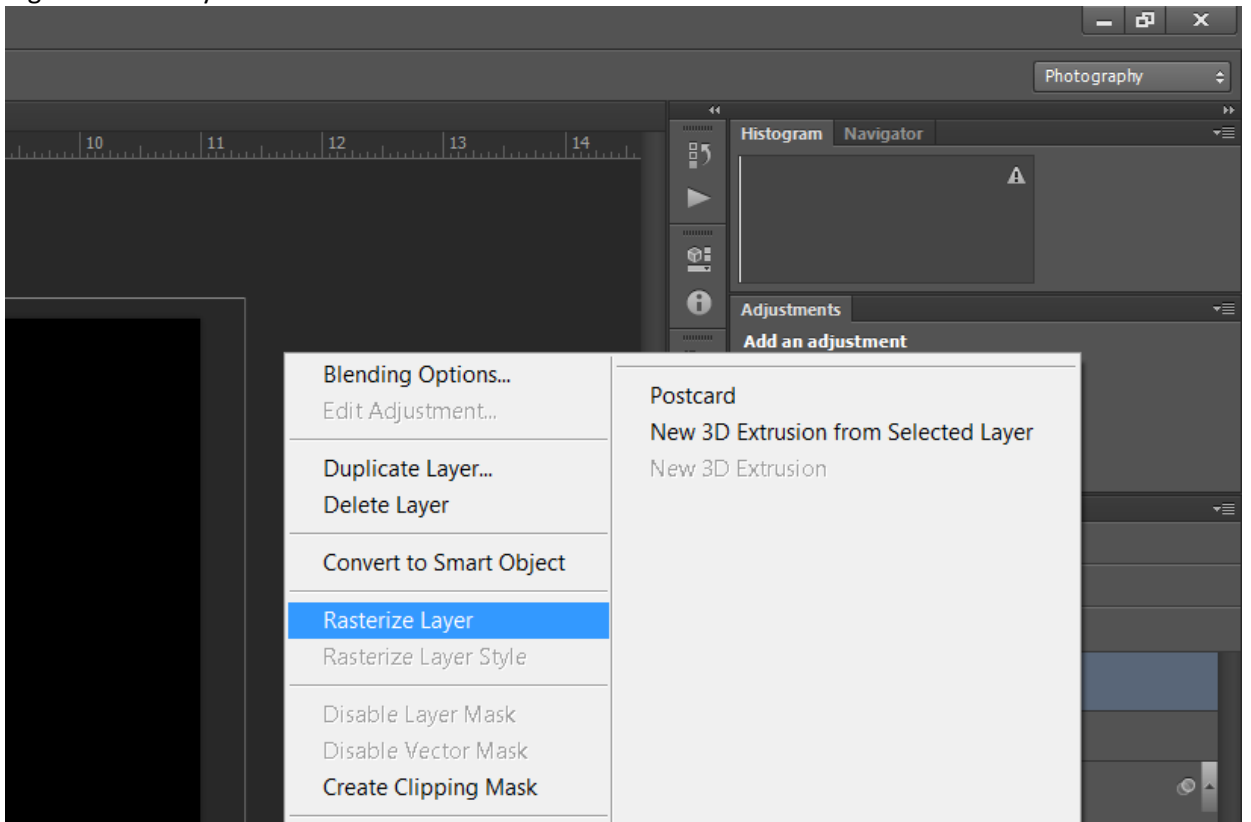 Photography
10 11 12 13 14
Histogram Navigator
Adjustments
Add an adjustment
Blending Options...
Edit Adjustment...
Duplicate Layer...
Delete Layer
Convert to Smart Object
Rasterize Layer
Rasterize Layer Style
Disable Layer Mask
Disable Vector Mask
Create Clipping Mask
Postcard
New 3D Extrusion from Selected Layer
New 3D Extrusion